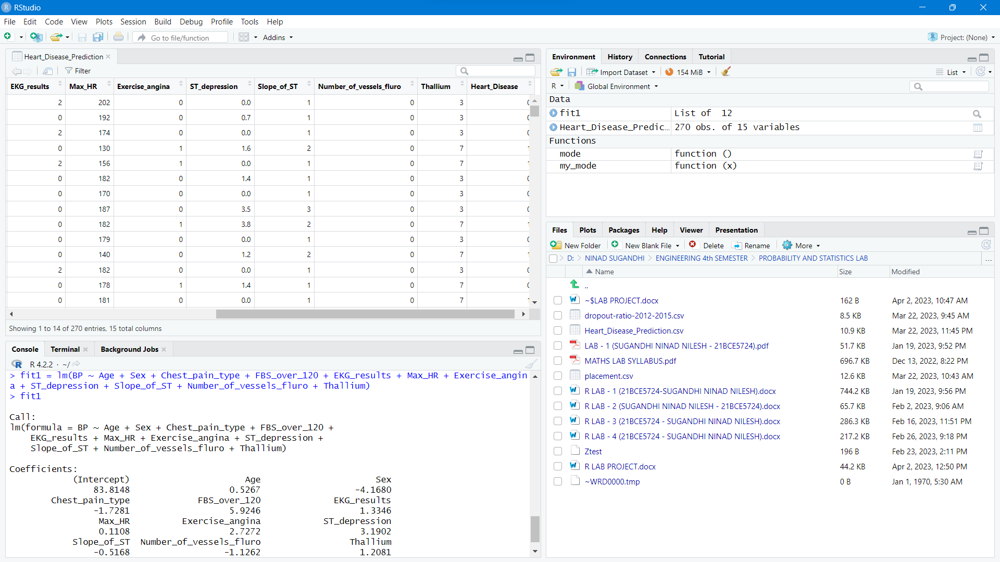 RStudio
File Edit Code View Plots Session Build Debug Profile Tools Help
Go to file/function Addins Project: (None)
Heart_Disease_Prediction
Filter
EKG_results Max_HR Exercise_angina ST_depression Slope_of_ST Number_of_vessels_fluro Thallium Heart_Disease
2 202 0 0.0 1 0 3
0 192 0 0.7 1 0 3
2 174 0 0.0 1 0 3
0 130 1 1.6 2 0 7
2 156 1 0.0 1 0 7
0 182 0 1.4 1 0 3
0 170 0 0.0 1 0 3
0 187 0 3.5 3 0 3
0 182 1 3.8 2 0 7
0 179 0 0.0 1 0 3
0 140 0 1.2 2 0 7
2 182 0 0.0 1 0 3
0 178 1 1.4 1 0 7
0 181 0 0.0 1 0 7
Showing 1 to 14 of 270 entries, 15 total columns
Console Terminal Background Jobs
R 4.2.2 · ~/
> fit1 = lm(BP ~ Age + Sex + Chest_pain_type + FBS_over_120 + EKG_results + Max_HR + Exercise_angin
a + ST_depression + Slope_of_ST + Number_of_vessels_fluro + Thallium)
> fit1
Call:
lm(formula = BP ~ Age + Sex + Chest_pain_type + FBS_over_120 +
EKG_results + Max_HR + Exercise_angina + ST_depression +
Slope_of_ST + Number_of_vessels_fluro + Thallium)
Coefficients:
(Intercept) Age Sex
83.8148 0.5267 -4.1680
Chest_pain_type FBS_over_120 EKG_results
-1.7281 5.9246 1.3346
Max_HR Exercise_angina ST_depression
0.1108 2.7272 3.1902
Slope_of_ST Number_of_vessels_fluro Thallium
-0.5168 -1.1262 1.2081
Environment History Connections Tutorial
Import Dataset 154 MiB List
R Global Environment
Data
fit1 List of 12
Heart_Disease_Predic… 270 obs. of 15 variables
Functions
mode function ()
my_mode function (x)
Files Plots Packages Help Viewer Presentation
New Folder New Blank File Delete Rename More
D: NINAD SUGANDHI ENGINEERING 4th SEMESTER PROBABILITY AND STATISTICS LAB ...
Name Size Modified
..
~$LAB PROJECT.docx 162 B Apr 2, 2023, 10:47 AM
dropout-ratio-2012-2015.csv 8.5 KB Mar 22, 2023, 9:45 AM
Heart_Disease_Prediction.csv 10.9 KB Mar 22, 2023, 11:45 PM
LAB - 1 (SUGANDHI NINAD NILESH - 21BCE5724).pdf 51.7 KB Jan 19, 2023, 9:52 PM
MATHS LAB SYLLABUS.pdf 696.7 KB Dec 13, 2022, 8:22 PM
placement.csv 12.6 KB Mar 22, 2023, 10:43 AM
R LAB - 1 (21BCE5724-SUGANDHI NINAD NILESH).docx 744.2 KB Jan 19, 2023, 9:56 PM
R LAB - 2 (SUGANDHI NINAD NILESH - 21BCE5724).docx 65.7 KB Feb 2, 2023, 9:06 AM
R LAB - 3 (21BCE5724 - SUGANDHI NINAD NILESH).docx 286.3 KB Feb 16, 2023, 11:51 PM
R LAB - 4 (21BCE5724 - SUGANDHI NINAD NILESH).docx 217.2 KB Feb 26, 2023, 9:18 PM
Ztest 196 B Feb 23, 2023, 2:11 PM
R LAB PROJECT.docx 44.2 KB Apr 2, 2023, 12:50 PM
~WRD0000.tmp 0 B Jan 1, 1970, 5:30 AM